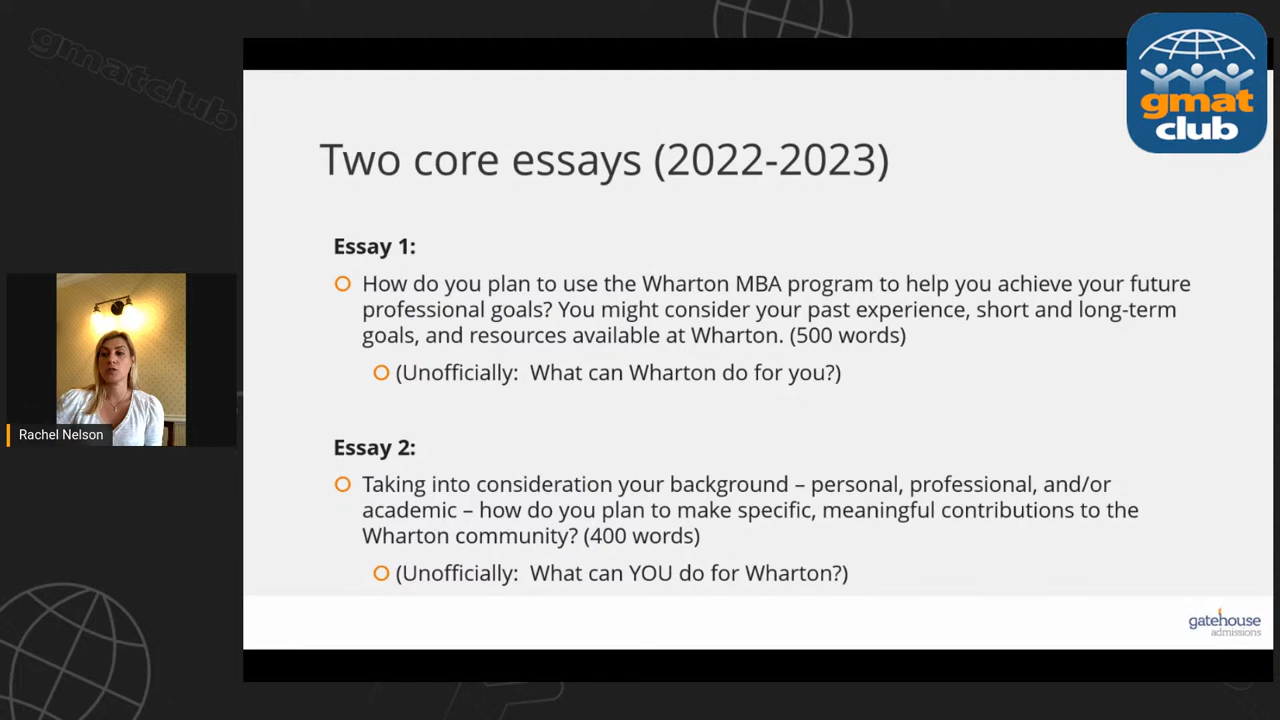 gmatclub
gmat
club
Two core essays (2022-2023)
Essay 1:
How do you plan to use the Wharton MBA program to help you achieve your future
professional goals? You might consider your past experience, short and long-term
goals, and resources available at Wharton. (500 words)
(Unofficially: What can Wharton do for you?)
Essay 2:
Taking into consideration your background – personal, professional, and/or
academic – how do you plan to make specific, meaningful contributions to the
Wharton community? (400 words)
(Unofficially: What can YOU do for Wharton?)
Rachel Nelson
gatehouse
admissions